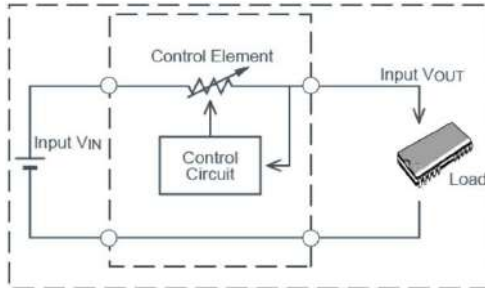 Control Element
Input VOUT
Input VIN
Control
Circuit
Load